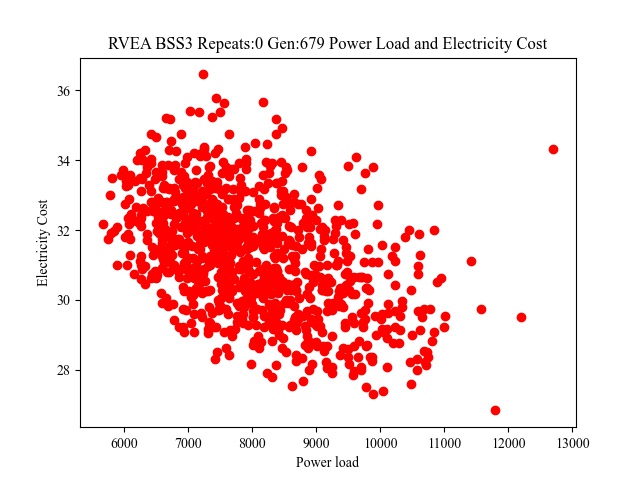 RVEA BSS3 Repeats:0 Gen:679 Power Load and Electricity Cost
36
34
32
30
28
Electricity Cost
6000 7000 8000 9000 10000 11000 12000 13000
Power load